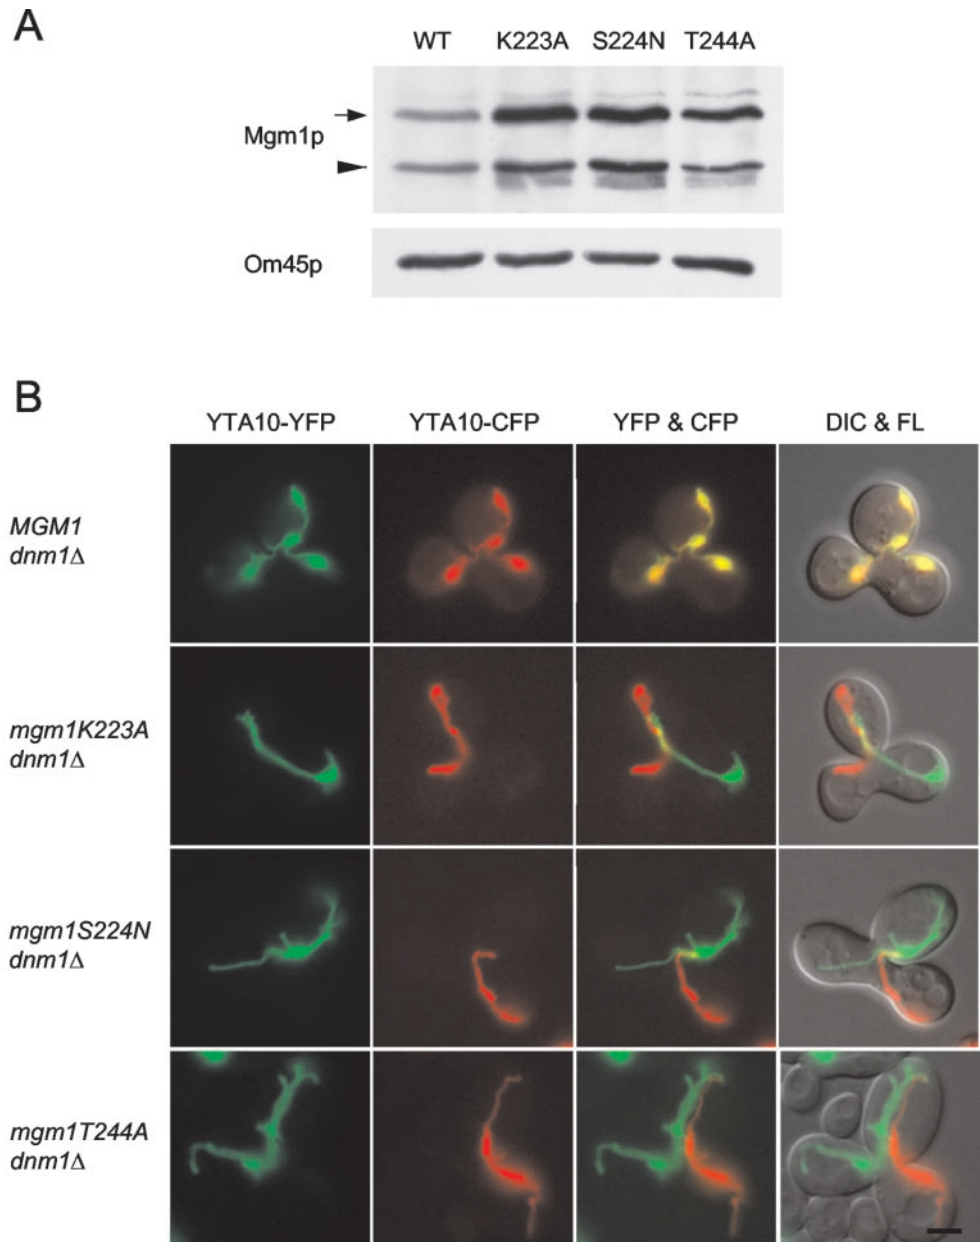 A
WT K223A S224N T244A
Mgm1p
Om45p
B
YTA10-YFP YTA10-CFP YFP & CFP DIC & FL
MGM1
dnm1Δ
mgm1K223A
dnm1Δ
mgm1S224N
dnm1Δ
mgm1T244A
dnm1Δ